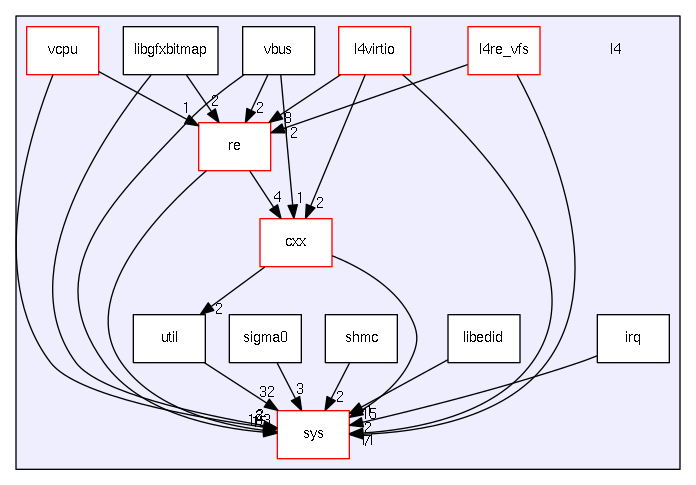 vcpu
libgfxbitmap
vbus
l4virtio
l4re_vfs
l4
1
2
2
8
2
re
4
1
2
cxx
2
util
sigma0
shmc
libedid
irq
32
3
2
15
2
sys